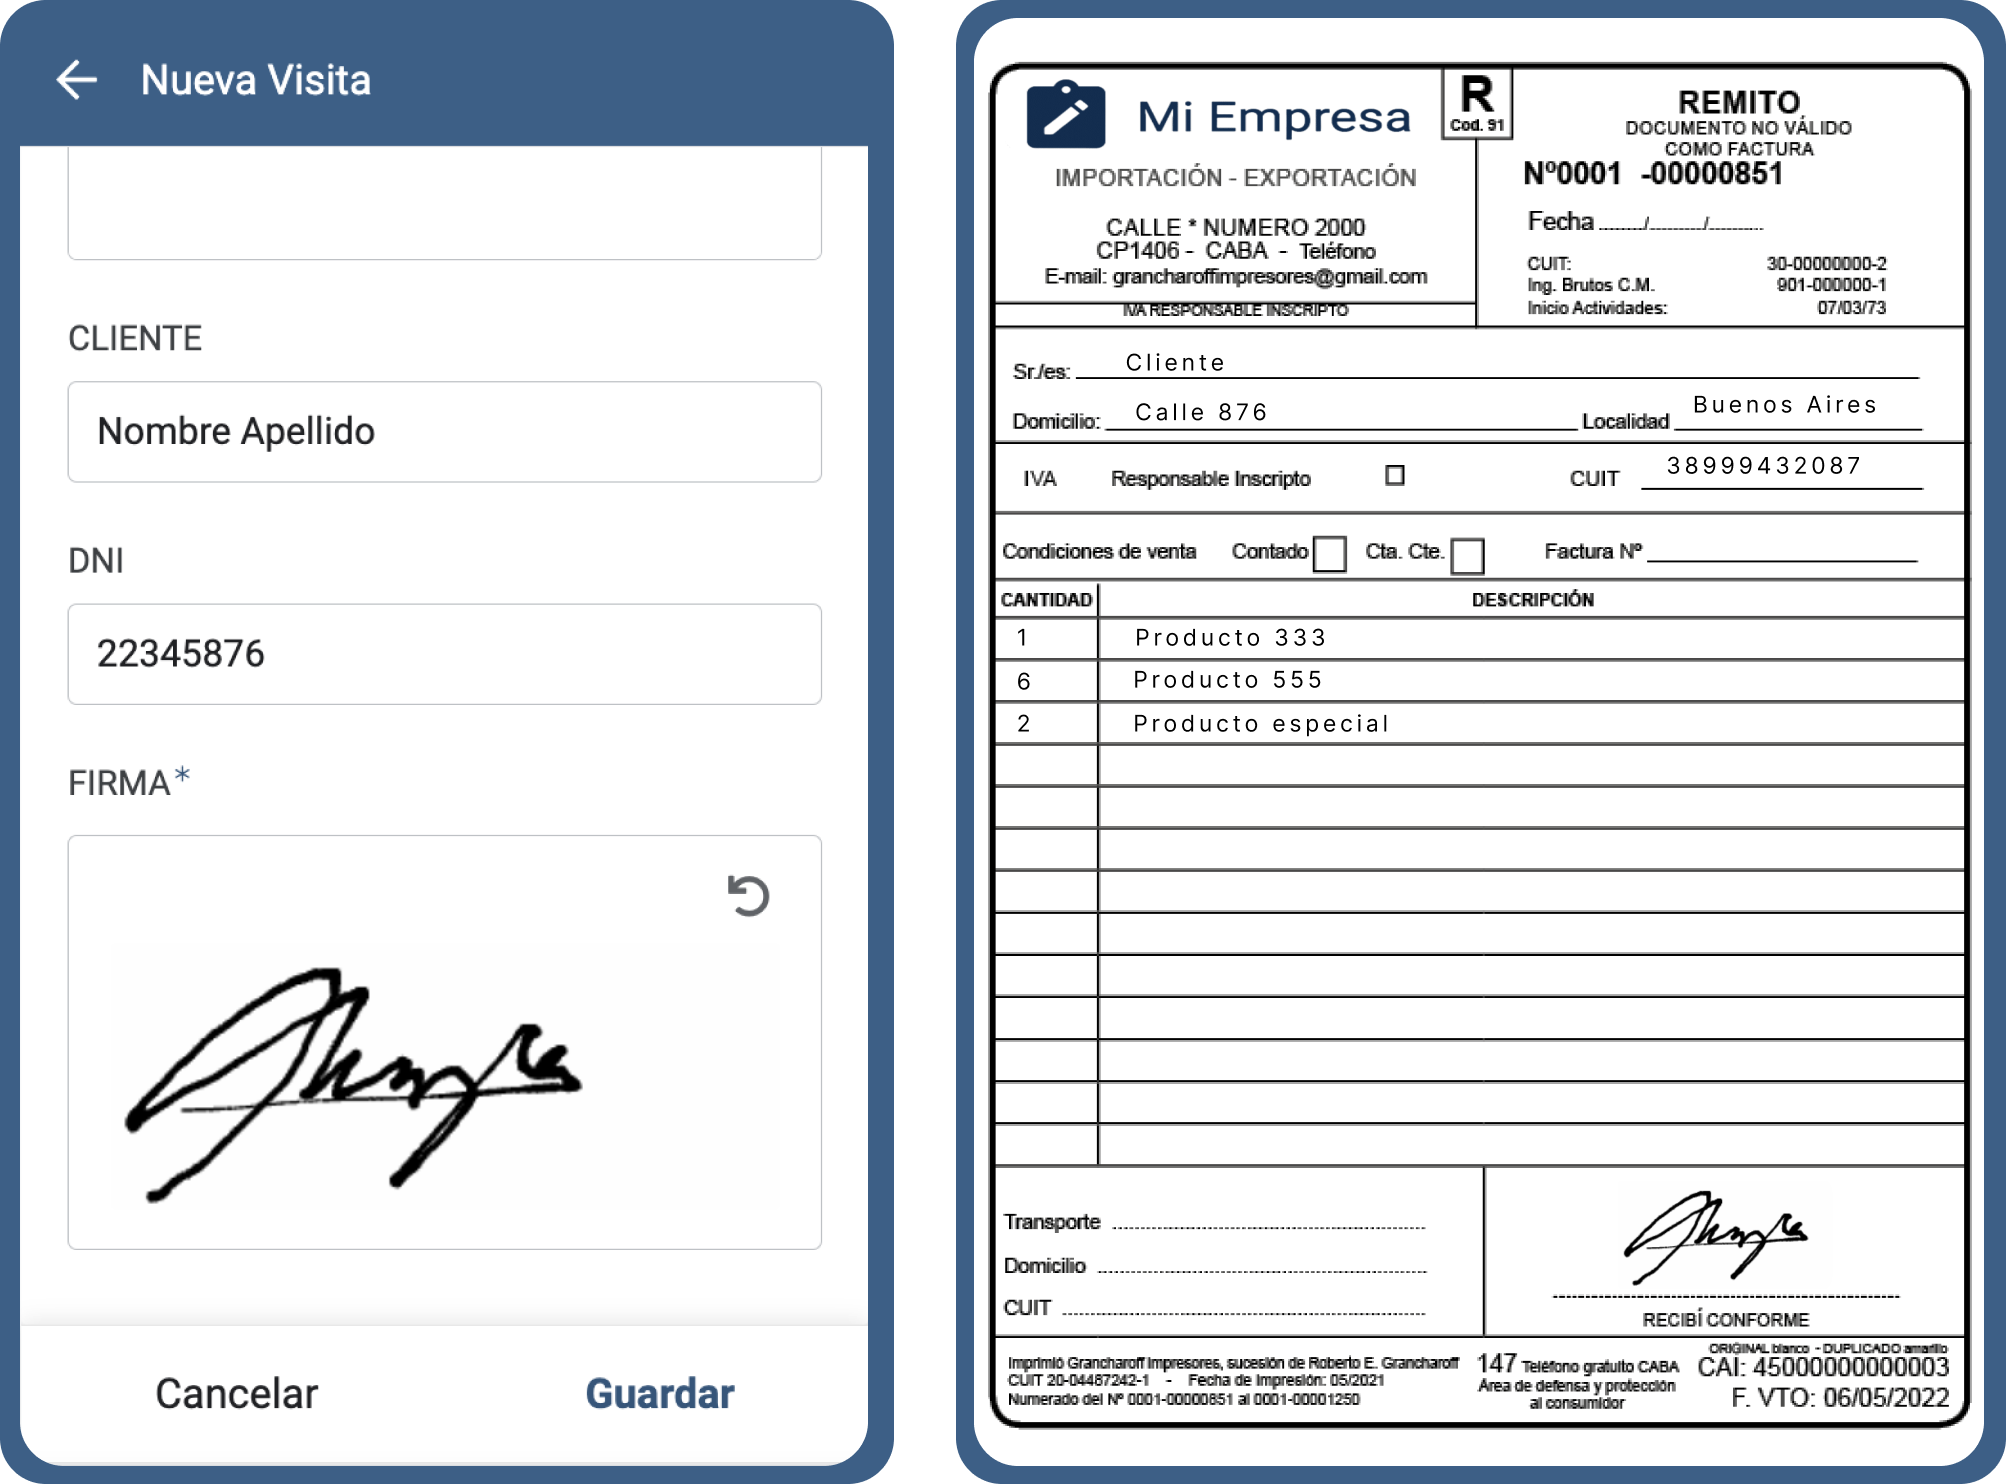 Nueva Visita
CLIENTE
Nombre Apellido
DNI
22345876
FIRMA*
Cancelar
Guardar
Mi Empresa
IMPORTACIÓN - EXPORTACIÓN
CALLE * NUMERO 2000
CP1406 - CABA - Teléfono
E-mail: grancharoffimpresores@gmail.com
IVA RESPONSABLE INSCRIPTO
R
Cod. 91
REMITO
DOCUMENTO NO VÁLIDO
COMO FACTURA
Nº0001 -00000851
Fecha ......../........./.........
CUIT: 30-00000000-2
Ing. Brutos C.M. 901-000000-1
Inicio Actividades: 07/03/73
Sr./es: Cliente
Domicilio: Calle 876 Localidad Buenos Aires
IVA Responsable Inscripto CUIT 38999432087
Condiciones de venta Contado Cta. Cte. Factura Nº
CANTIDAD DESCRIPCIÓN
1 Producto 333
6 Producto 555
2 Producto especial
Transporte
Domicilio
CUIT
RECIBÍ CONFORME
Imprimió Grancharoff Impresores, sucesión de Roberto E. Grancharoff
CUIT 20-04487242-1 - Fecha de Impresión: 05/2021
Numerado del Nº 0001-00000851 al 0001-00001250
147 Teléfono gratuito CABA
Área de defensa y protección
al consumidor
ORIGINAL blanco - DUPLICADO amarillo
CAI: 45000000000003
F. VTO: 06/05/2022